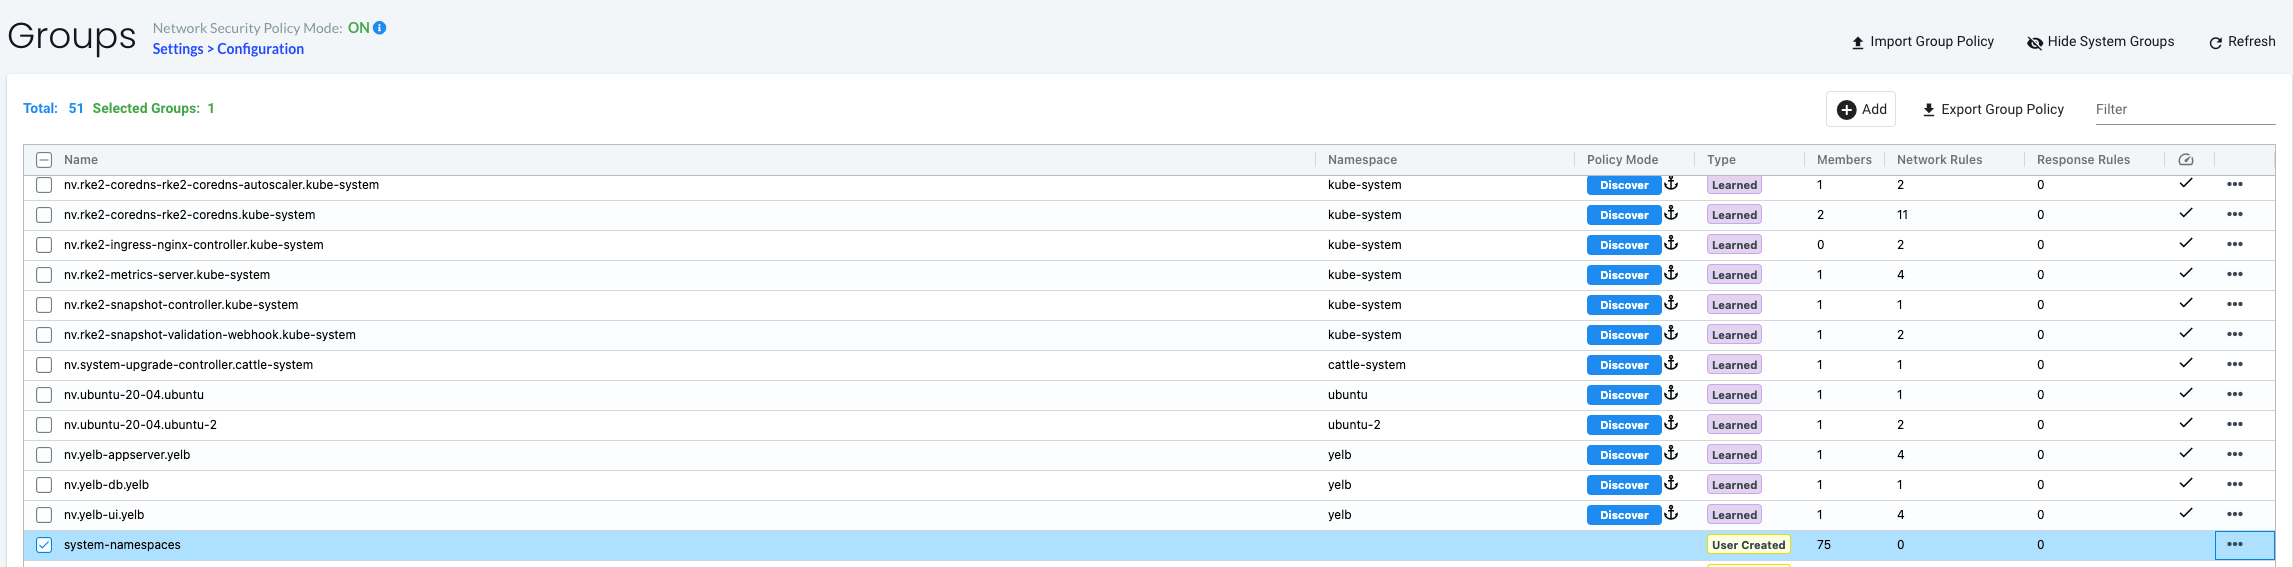 Groups
Network Security Policy Mode: ON
Settings > Configuration
Import Group Policy Hide System Groups Refresh
Total: 51 Selected Groups: 1
Add Export Group Policy Filter
Name Namespace Policy Mode Type Members Network Rules Response Rules
nv.rke2-coredns-rke2-coredns-autoscaler.kube-system kube-system Discover Learned 1 2 0
nv.rke2-coredns-rke2-coredns.kube-system kube-system Discover Learned 2 11 0
nv.rke2-ingress-nginx-controller.kube-system kube-system Discover Learned 0 2 0
nv.rke2-metrics-server.kube-system kube-system Discover Learned 1 4 0
nv.rke2-snapshot-controller.kube-system kube-system Discover Learned 1 1 0
nv.rke2-snapshot-validation-webhook.kube-system kube-system Discover Learned 1 2 0
nv.system-upgrade-controller.cattle-system cattle-system Discover Learned 1 1 0
nv.ubuntu-20-04.ubuntu ubuntu Discover Learned 1 1 0
nv.ubuntu-20-04.ubuntu-2 ubuntu-2 Discover Learned 1 2 0
nv.yelb-appserver.yelb yelb Discover Learned 1 4 0
nv.yelb-db.yelb yelb Discover Learned 1 1 0
nv.yelb-ui.yelb yelb Discover Learned 1 4 0
system-namespaces User Created 75 0 0